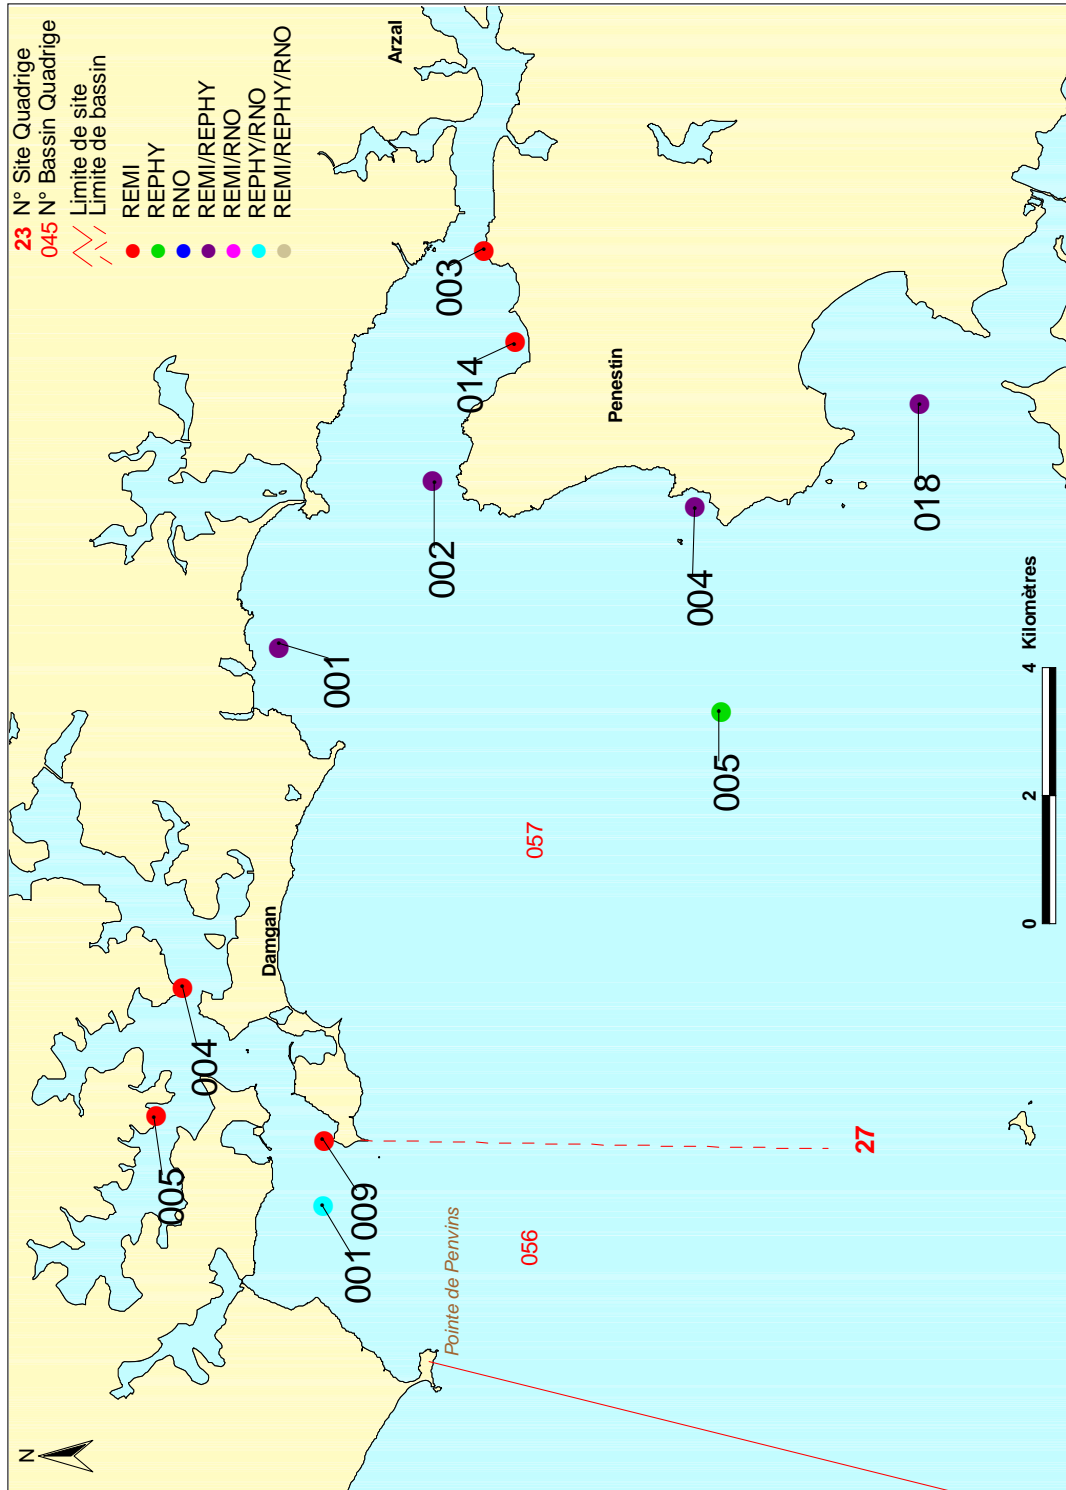 23 N° Site Quadrige
045 N° Bassin Quadrige
Limite de site
Limite de bassin
REMI
REPHY
RNO
REMI/REPHY
REMI/RNO
REPHY/RNO
REMI/REPHY/RNO
N
Arzal
Damgan
Penestin
Pointe de Penvins
005
004
001
009
001
002
014
003
004
005
018
056
057
27
0 2 4 Kilomètres